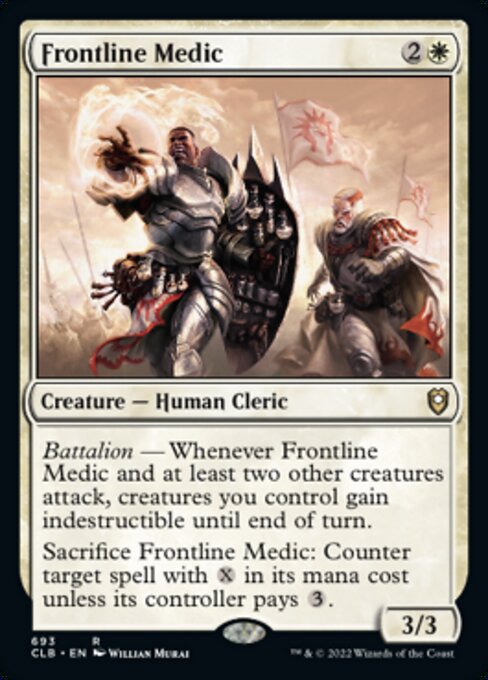 Frontline Medic 2
Creature — Human Cleric
Battalion — Whenever Frontline
Medic and at least two other creatures
attack, creatures you control gain
indestructible until end of turn.
Sacrifice Frontline Medic: Counter
target spell with X in its mana cost
unless its controller pays 3.
3/3
693 R
CLB • EN Willian Murai
™ & © 2022 Wizards of the Coast